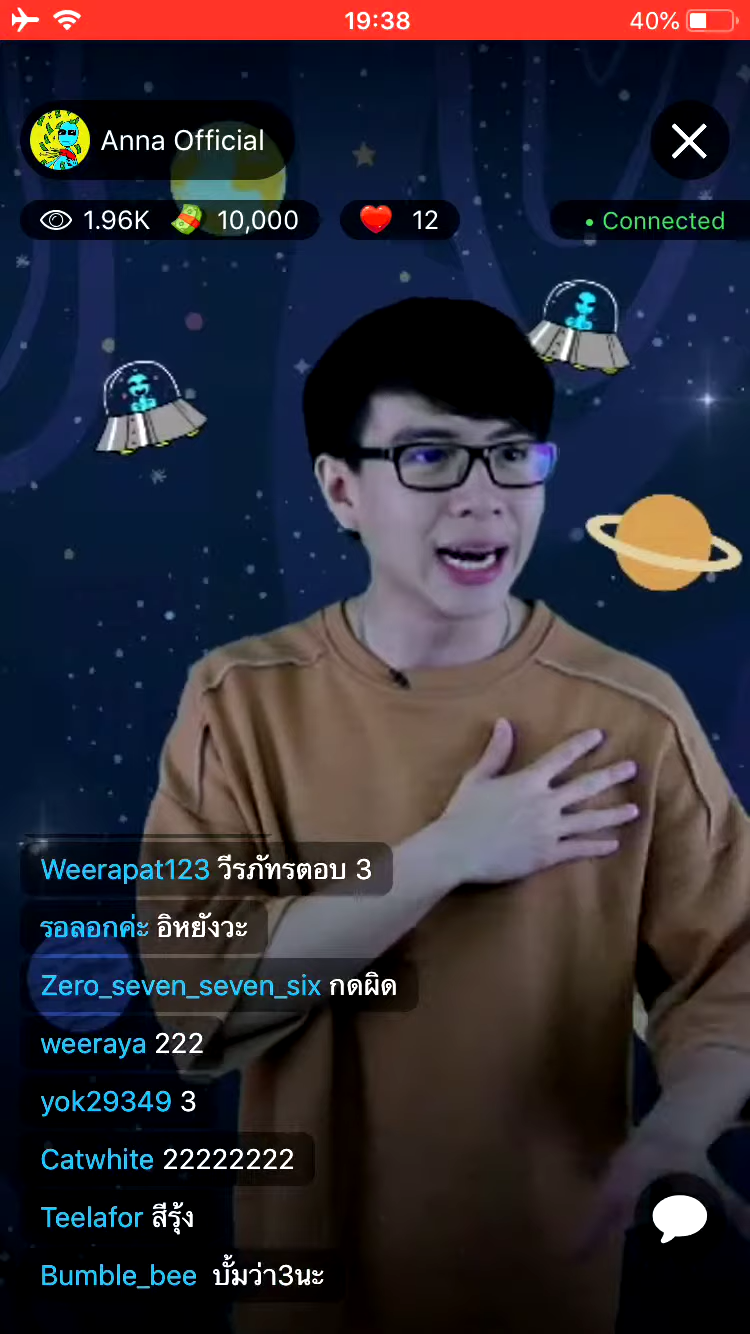 19:38
40%
Anna Official
1.96K 10,000 12
• Connected
Weerapat123 วีรภัทรตอบ 3
รอลอกค่ะ อิหยังวะ
Zero_seven_seven_six กดผิด
weeraya 222
yok29349 3
Catwhite 22222222
Teelafor สีรุ้ง
Bumble_bee บั้มว่า3นะ